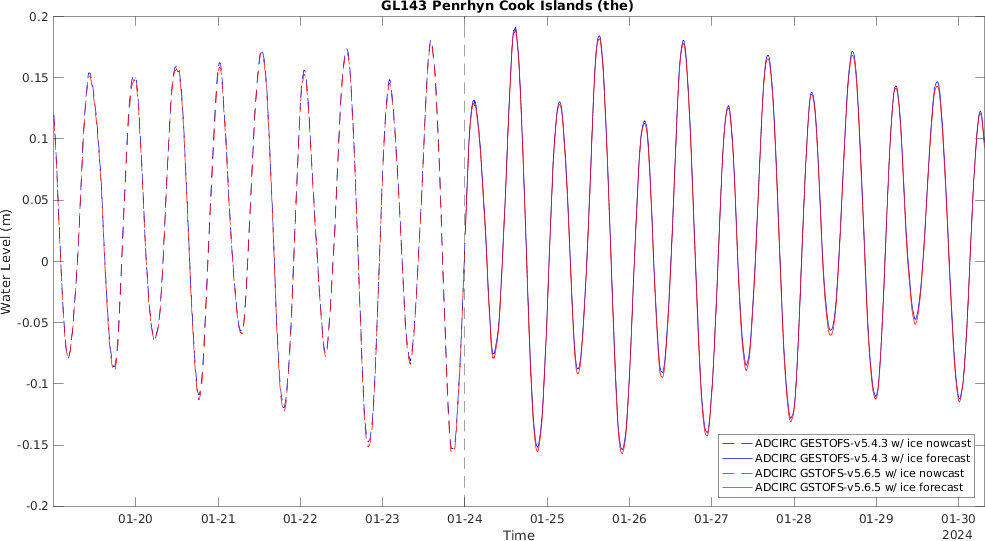 GL143 Penrhyn Cook Islands (the)
0.2
0.15
0.1
0.05
0
-0.05
-0.1
-0.15
-0.2
Water Level (m)
ADCIRC GESTOFS-v5.4.3 w/ ice nowcast
ADCIRC GESTOFS-v5.4.3 w/ ice forecast
ADCIRC GSTOFS-v5.6.5 w/ ice nowcast
ADCIRC GSTOFS-v5.6.5 w/ ice forecast
01-20 01-21 01-22 01-23 01-24 01-25 01-26 01-27 01-28 01-29 01-30
Time
2024